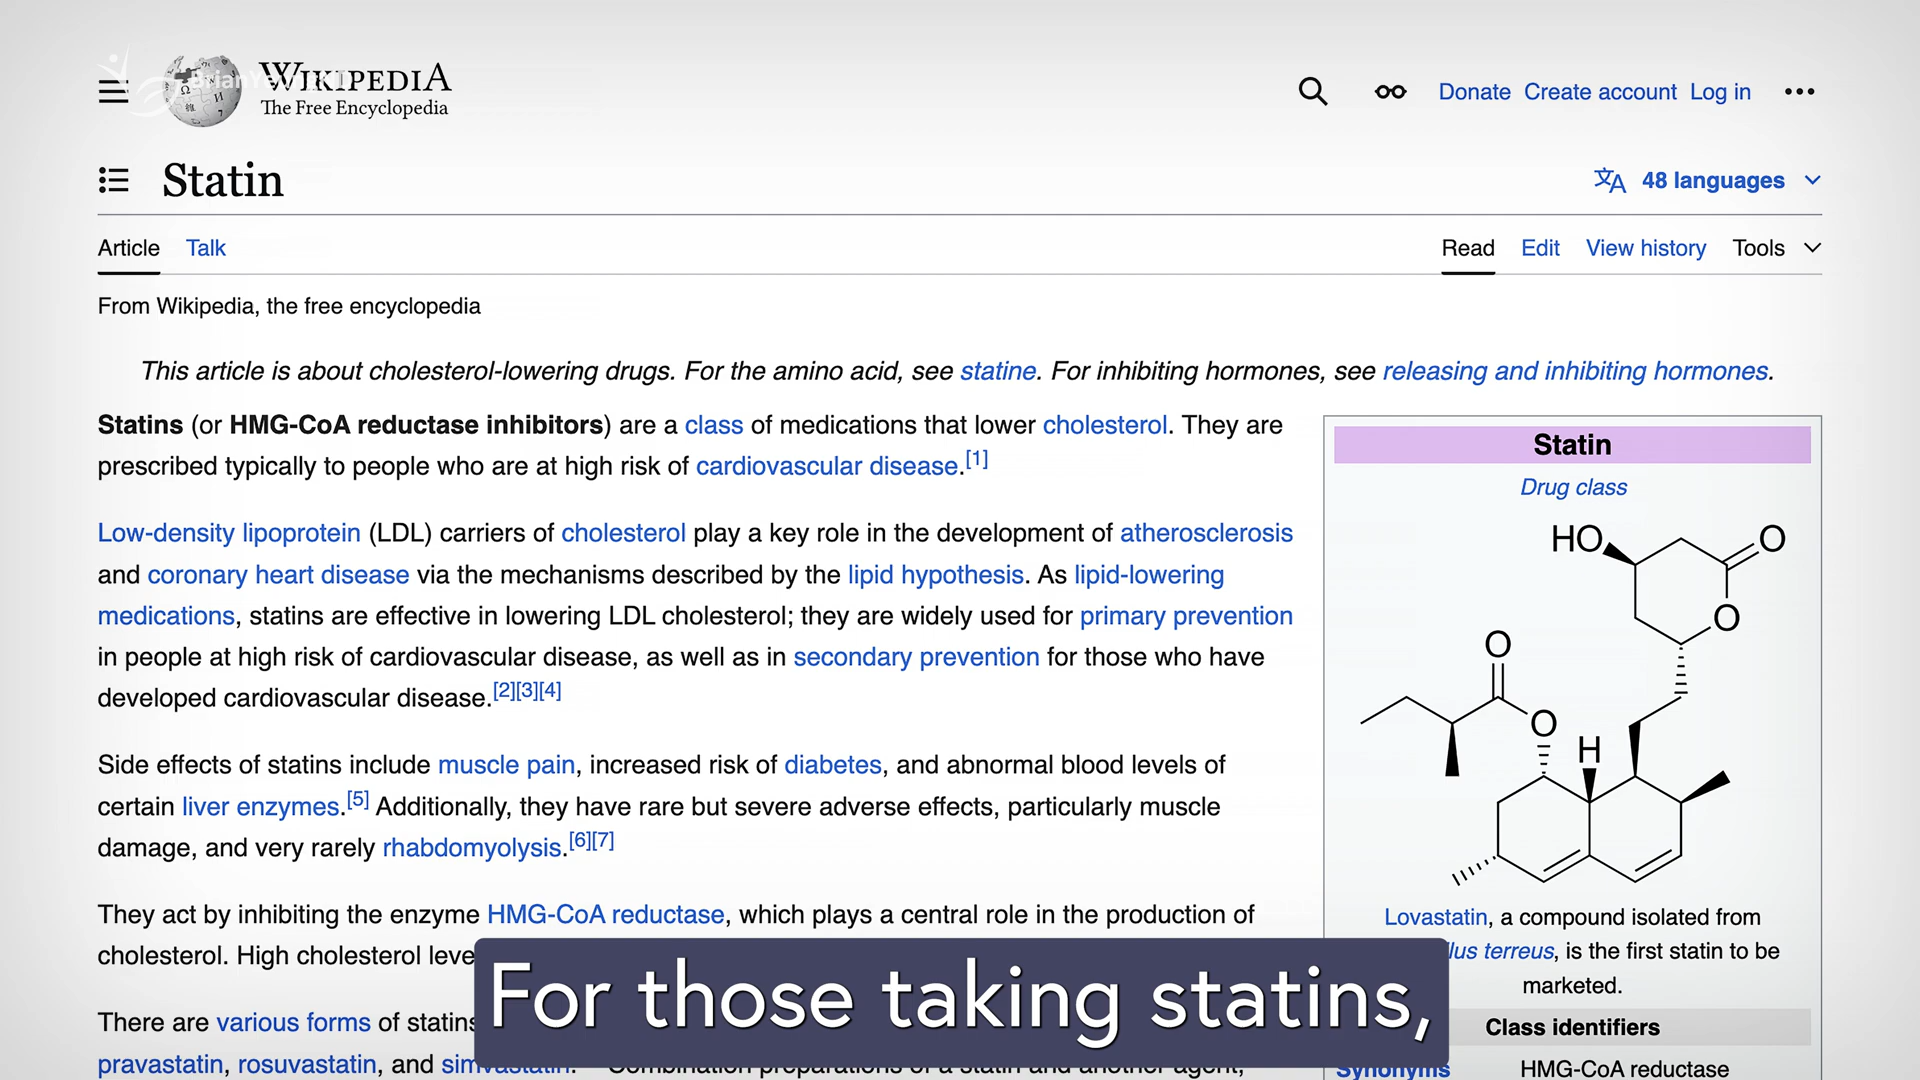 WIKIPEDIA
The Free Encyclopedia
Donate Create account Log in
Statin
48 languages
Article Talk
Read Edit View history Tools
From Wikipedia, the free encyclopedia
This article is about cholesterol-lowering drugs. For the amino acid, see statine. For inhibiting hormones, see releasing and inhibiting hormones.
Statins (or HMG-CoA reductase inhibitors) are a class of medications that lower cholesterol. They are
prescribed typically to people who are at high risk of cardiovascular disease.[1]
Low-density lipoprotein (LDL) carriers of cholesterol play a key role in the development of atherosclerosis
and coronary heart disease via the mechanisms described by the lipid hypothesis. As lipid-lowering
medications, statins are effective in lowering LDL cholesterol; they are widely used for primary prevention
in people at high risk of cardiovascular disease, as well as in secondary prevention for those who have
developed cardiovascular disease.[2][3][4]
Side effects of statins include muscle pain, increased risk of diabetes, and abnormal blood levels of
certain liver enzymes.[5] Additionally, they have rare but severe adverse effects, particularly muscle
damage, and very rarely rhabdomyolysis.[6][7]
They act by inhibiting the enzyme HMG-CoA reductase, which plays a central role in the production of
cholesterol. High cholesterol leve
There are various forms of statins
pravastatin, rosuvastatin, and simvastatin. Combination preparations of a statin and another agent,
Statin
Drug class
HO
O
O
O
O
H
Lovastatin, a compound isolated from
lus terreus, is the first statin to be
marketed.
Class identifiers
Synonyms HMG-CoA reductase
For those taking statins,